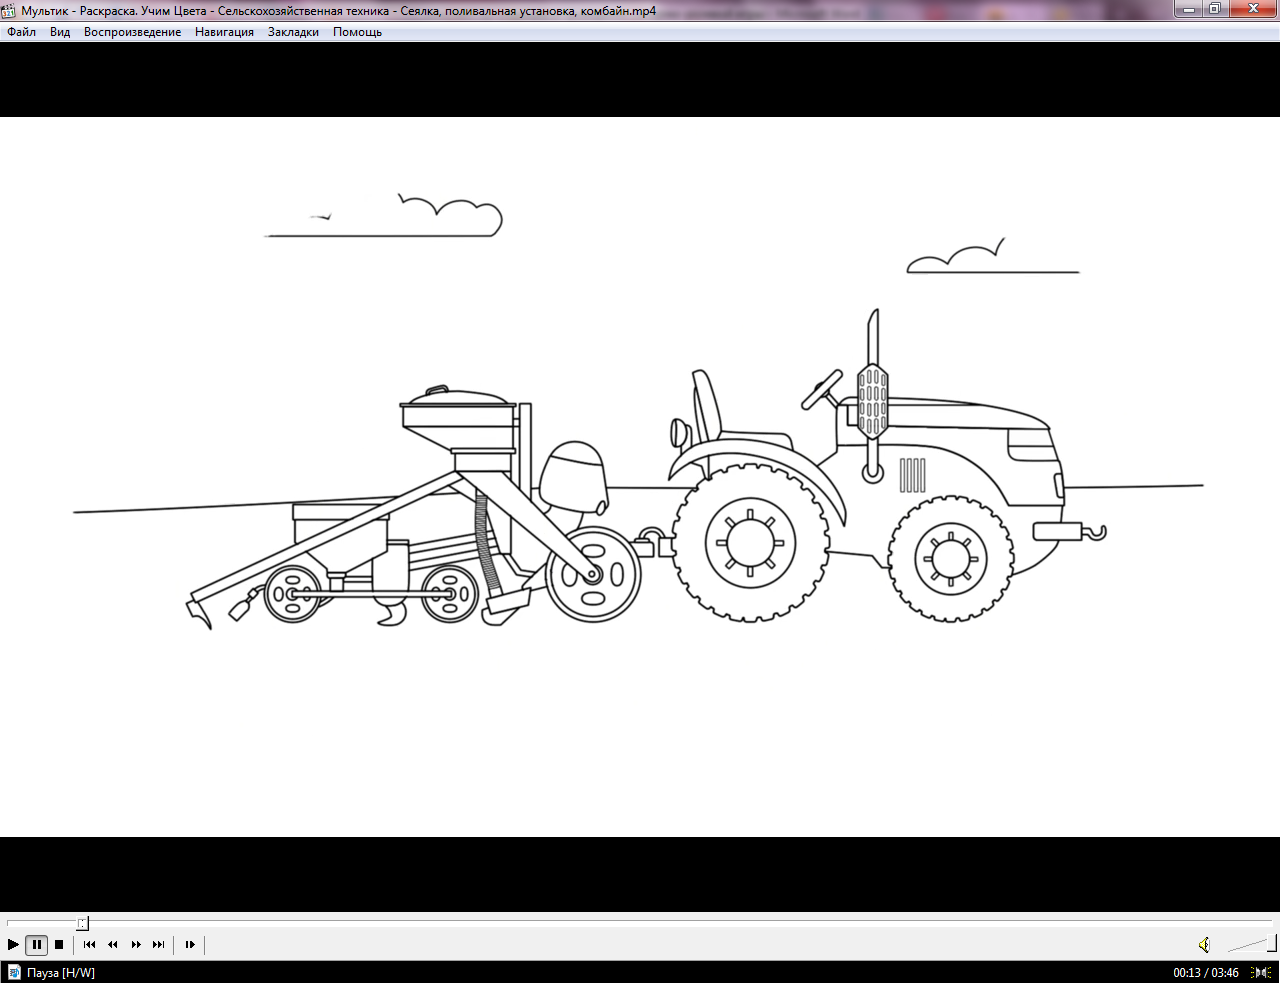 Мультик - Раскраска. Учим Цвета - Сельскохозяйственная техника - Сеялка, поливальная установка, комбайн.mp4
Файл Вид Воспроизведение Навигация Закладки Помощь
Пауза [H/W] 00:13 / 03:46